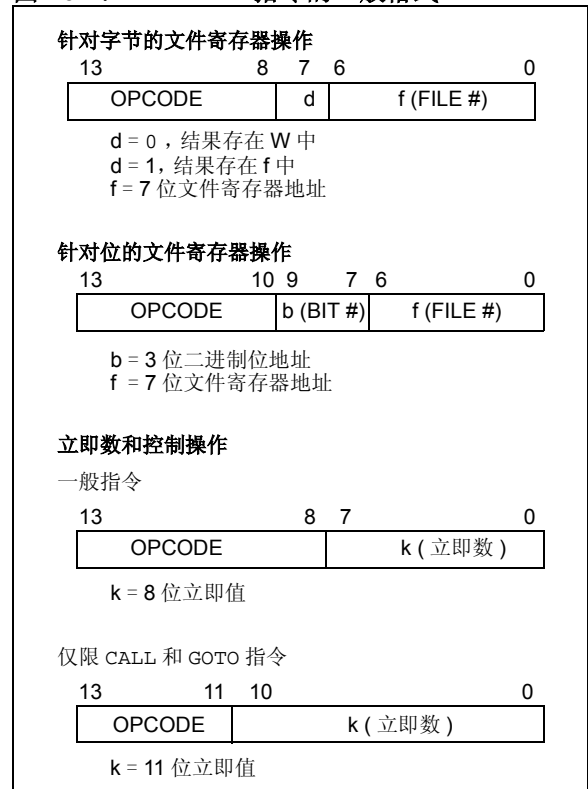 针对字节的文件寄存器操作
13 8 7 6 0
OPCODE d f (FILE #)
d = 0，结果存在 W 中
d = 1，结果存在 f 中
f = 7 位文件寄存器地址
针对位的文件寄存器操作
13 10 9 7 6 0
OPCODE b (BIT #) f (FILE #)
b = 3 位二进制位地址
f = 7 位文件寄存器地址
立即数和控制操作
一般指令
13 8 7 0
OPCODE k ( 立即数 )
k = 8 位立即值
仅限 CALL 和 GOTO 指令
13 11 10 0
OPCODE k ( 立即数 )
k = 11 位立即值